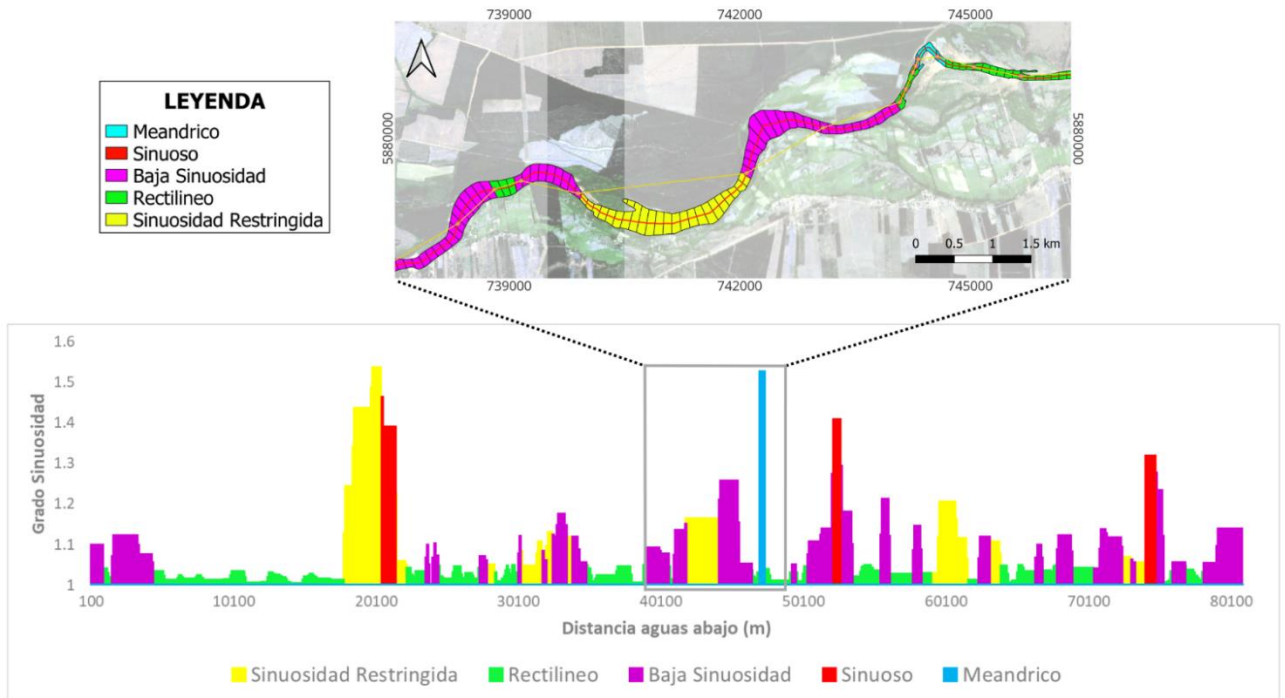 739000 742000 745000
LEYENDA
Meandrico
Sinuoso
Baja Sinuosidad
Rectilineo
Sinuosidad Restringida
5880000
5880000
0 0.5 1 1.5 km
739000 742000 745000
1.6
1.5
1.4
1.3
1.2
1.1
1
Grado Sinuosidad
100 10100 20100 30100 40100 50100 60100 70100 80100
Distancia aguas abajo (m)
Sinuosidad Restringida Rectilineo Baja Sinuosidad Sinuoso Meandrico